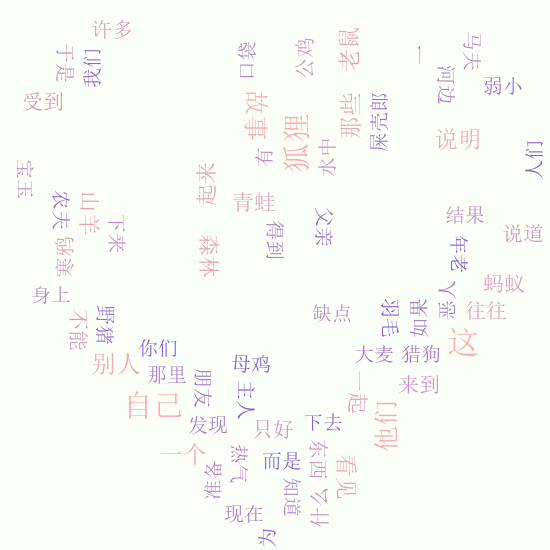 许多
于是
我们
受到
口袋
公鸡
老鼠
一
马夫
河边
弱小
故事
狐狸
那些
屎壳郎
说明
有
水中
人们
宝玉
农夫
山羊
下来
寒鸦
起来
青蛙
森林
得到
父亲
结果
年老
说道
蚂蚁
身上
不能
野猪
缺点
羽毛
如果
恶人
往往
这
你们
别人
那里
母鸡
大麦
猎狗
自己
朋友
主人
一起
来到
发现
只好
下去
他们
一个
准备
热气
而是
东西
看见
知道
什么
现在
为